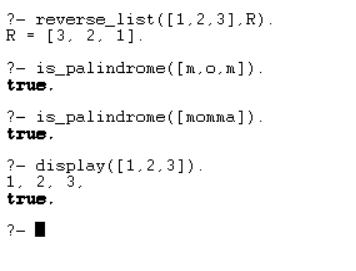 ?- reverse_list([1,2,3],R).
R = [3, 2, 1].
?- is_palindrome([m,o,m]).
true.
?- is_palindrome([momma]).
true.
?- display([1,2,3]).
1, 2, 3,
true.
?-